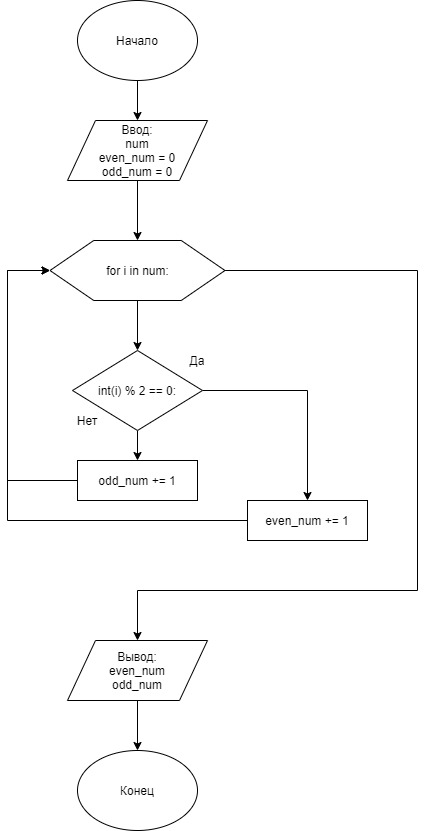 Начало
Ввод:
num
even_num = 0
odd_num = 0
for i in num:
Да
int(i) % 2 == 0:
Нет
odd_num += 1
even_num += 1
Вывод:
even_num
odd_num
Конец